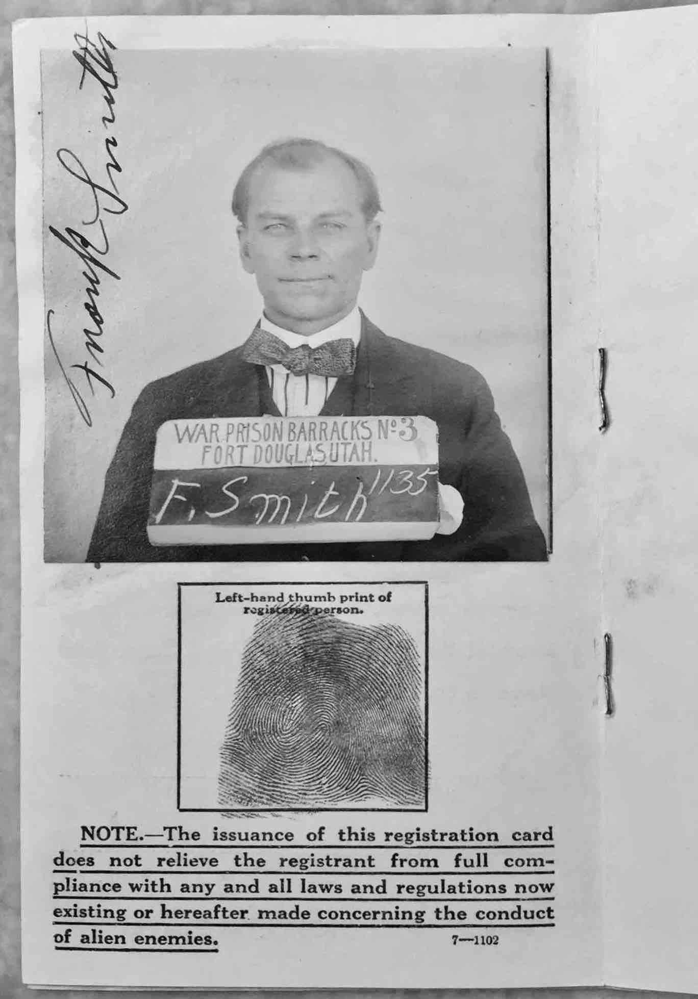 Frank Smith
WAR PRISON BARRACKS Nº 3
FORT DOUGLAS UTAH.
F. Smith 1135
Left-hand thumb print of
registered person.
NOTE.—The issuance of this registration card
does not relieve the registrant from full com-
pliance with any and all laws and regulations now
existing or hereafter made concerning the conduct
of alien enemies.
7—1102